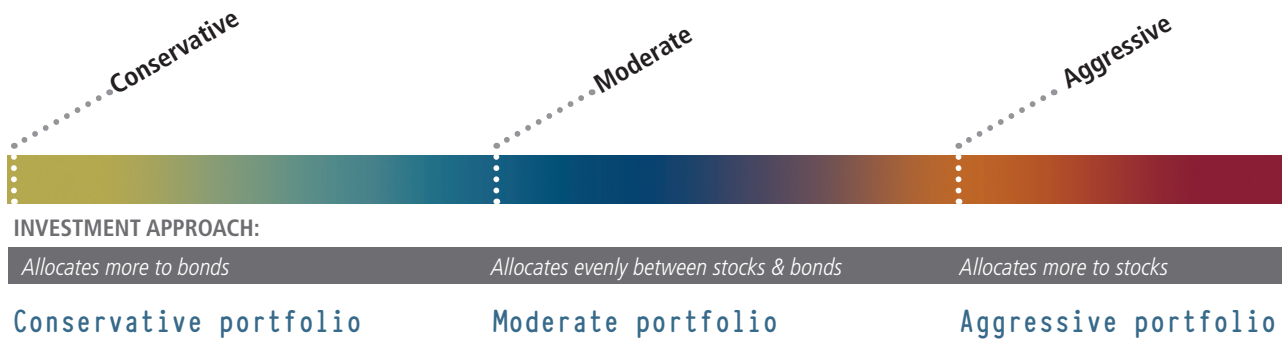 Conservative
Moderate
Aggressive
INVESTMENT APPROACH:
Allocates more to bonds
Allocates evenly between stocks & bonds
Allocates more to stocks
Conservative portfolio
Moderate portfolio
Aggressive portfolio